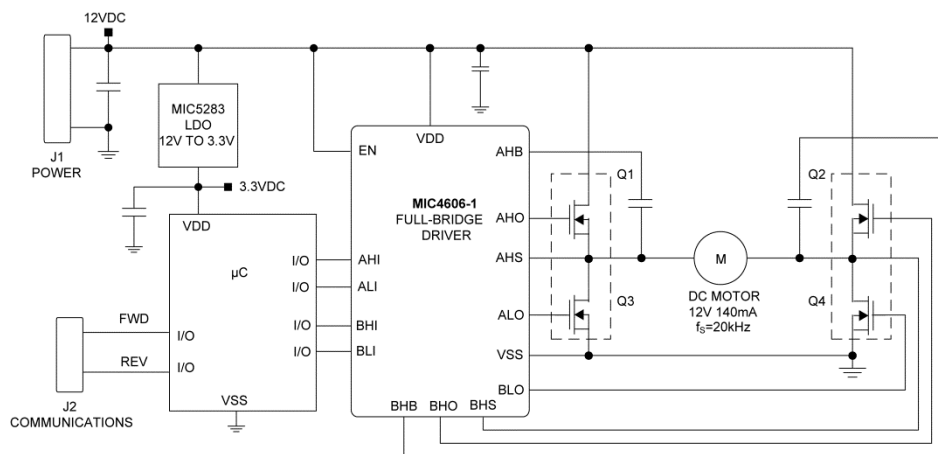 12VDC
J1
POWER
MIC5283
LDO
12V TO 3.3V
3.3VDC
VDD
µC
I/O
I/O
I/O
I/O
FWD
I/O
REV
I/O
VSS
J2
COMMUNICATIONS
VDD
EN
MIC4606-1
FULL-BRIDGE
DRIVER
AHI
ALI
BHI
BLI
AHB
AHO
AHS
ALO
VSS
BLO
BHB
BHO
BHS
Q1
Q3
M
DC MOTOR
12V 140mA
fS=20kHz
Q2
Q4